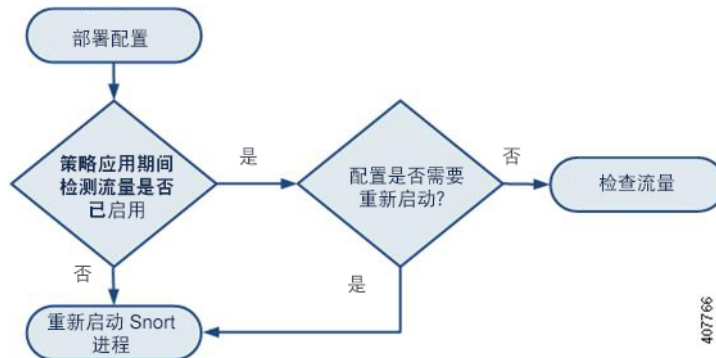 部署配置
策略应用期间
检测流量是否
已启用
是
配置是否需要
重新启动?
否
检查流量
否
是
重新启动 Snort
进程
407766